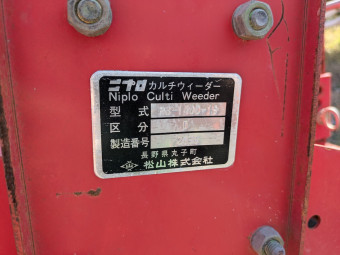 ニプロ カルチウィーダー
Niplo Culti Weeder
型式
区分
製造番号
長野県丸子町
松山株式会社